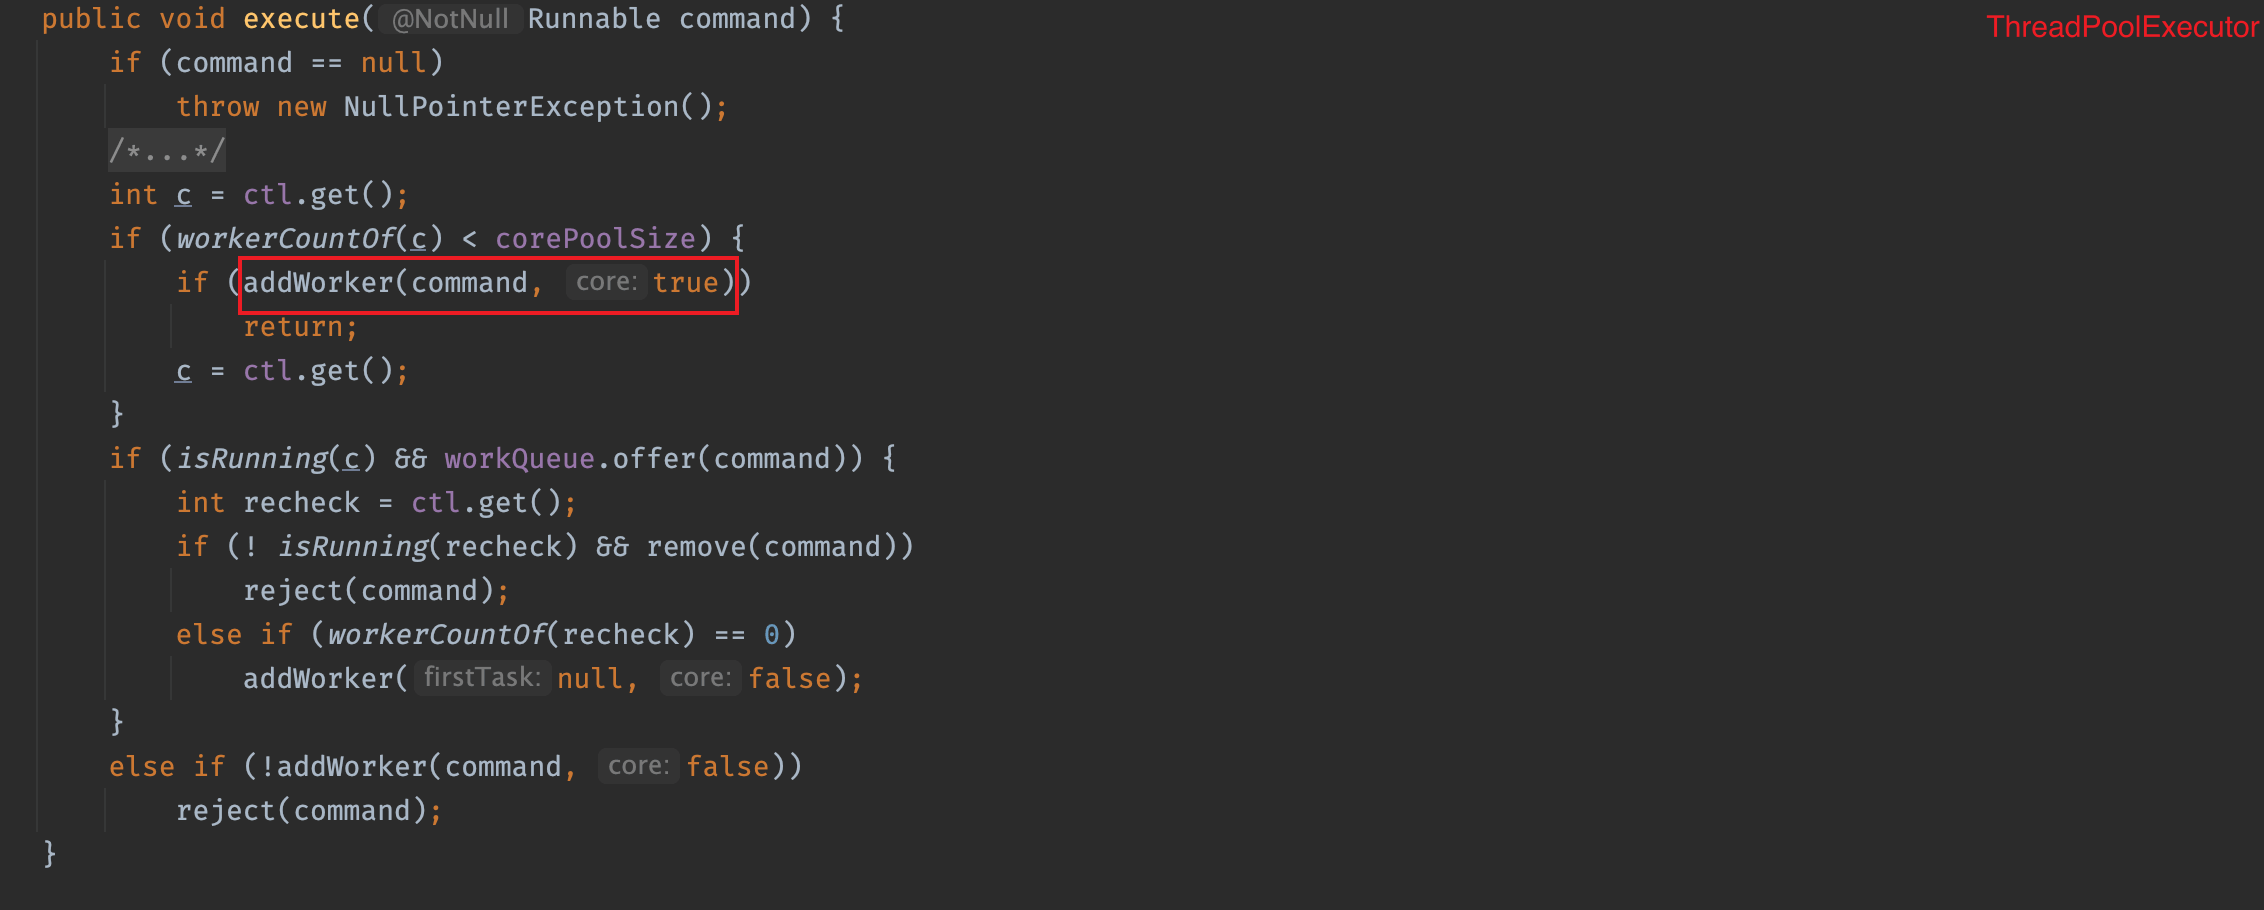 public void execute( @NotNull Runnable command) { ThreadPoolExecutor
    if (command == null)
        throw new NullPointerException();
    /*...*/
    int c = ctl.get();
    if (workerCountOf(c) < corePoolSize) {
        if (addWorker(command, core: true))
            return;
        c = ctl.get();
    }
    if (isRunning(c) && workQueue.offer(command)) {
        int recheck = ctl.get();
        if (! isRunning(recheck) && remove(command))
            reject(command);
        else if (workerCountOf(recheck) == 0)
            addWorker( firstTask: null, core: false);
    }
    else if (!addWorker(command, core: false))
        reject(command);
}